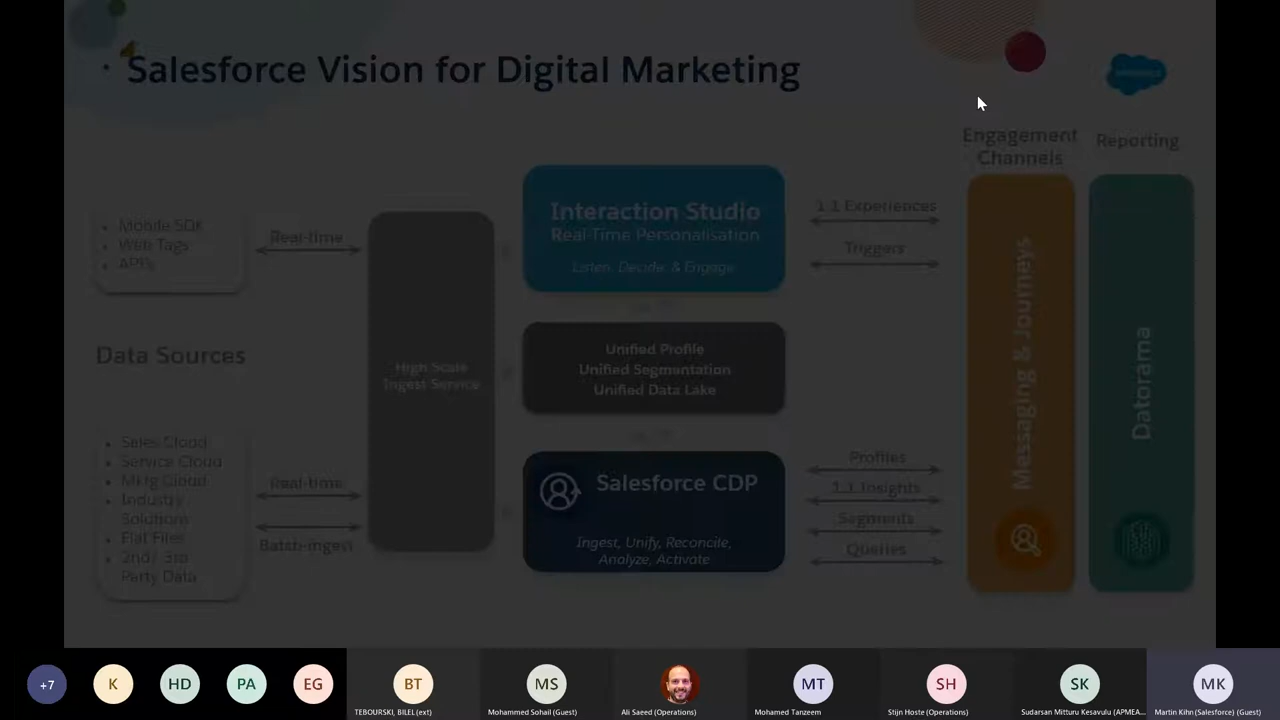 Salesforce Vision for Digital Marketing
Engagement
Channels
Reporting
• Mobile SDK
• Web Tags
• APIs
Real-time
Data Sources
• Sales Cloud
• Service Cloud
• Mktg Cloud
• Industry
Solutions
• Flat Files
• 2nd / 3rd
Party Data
Real-time
Batch-ingest
High Scale
Ingest Service
Interaction Studio
Real-Time Personalisation
Listen, Decide, & Engage
Unified Profile
Unified Segmentation
Unified Data Lake
Salesforce CDP
Ingest, Unify, Reconcile,
Analyze, Activate
1:1 Experiences
Triggers
Profiles
1:1 Insights
Segments
Queries
Messaging & Journeys
Datorama
+7
K
HD
PA
EG
BT
MS
MT
SH
SK
MK
TEBOURSKI, BILEL (ext)
Mohammed Sohail (Guest)
Ali Saeed (Operations)
Mohamed Tanzeem
Stijn Hoste (Operations)
Sudarsan Mitturu Kesavulu (APMEA...
Martin Kihn (Salesforce) (Guest)